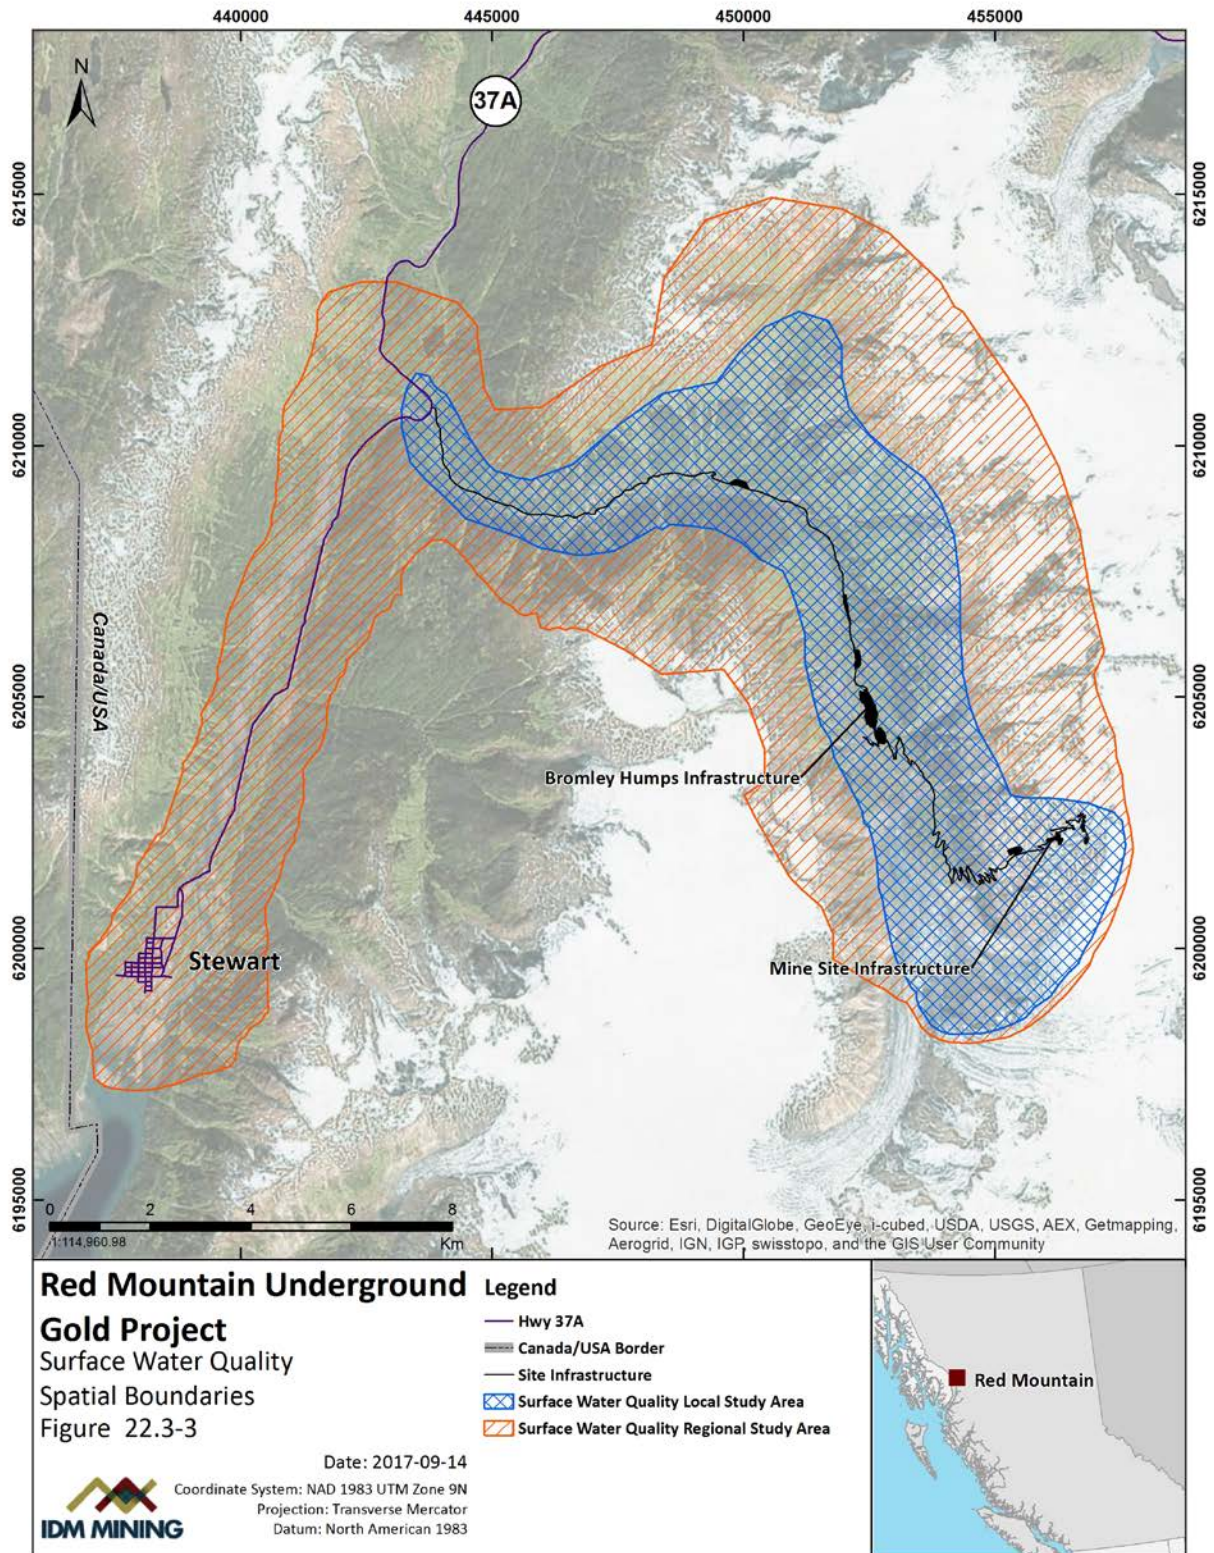 440000
445000
450000
455000
N
37A
6215000
6215000
6210000
6210000
Canada/USA
6205000
6205000
Bromley Humps Infrastructure
6200000
6200000
Stewart
Mine Site Infrastructure
6195000
6195000
0 2 4 6 8
1:114,960.98
Km
Source: Esri, DigitalGlobe, GeoEye, i-cubed, USDA, USGS, AEX, Getmapping,
Aerogrid, IGN, IGP, swisstopo, and the GIS User Community
Red Mountain Underground
Gold Project
Surface Water Quality
Spatial Boundaries
Figure 22.3-3
Date: 2017-09-14
Coordinate System: NAD 1983 UTM Zone 9N
Projection: Transverse Mercator
Datum: North American 1983
IDM MINING
Legend
Hwy 37A
Canada/USA Border
Site Infrastructure
Surface Water Quality Local Study Area
Surface Water Quality Regional Study Area
Red Mountain